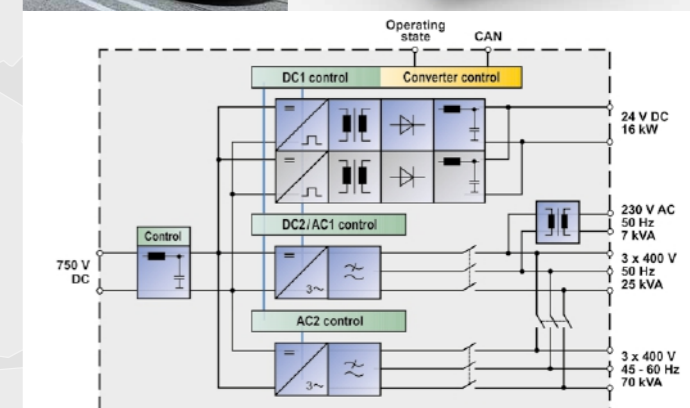 Operating
state
CAN
DC1 control
Converter control
24 V DC
16 kW
230 V AC
50 Hz
7 kVA
DC2/AC1 control
Control
750 V
DC
3~
3 x 400 V
50 Hz
25 kVA
AC2 control
3~
3 x 400 V
45 - 60 Hz
70 kVA